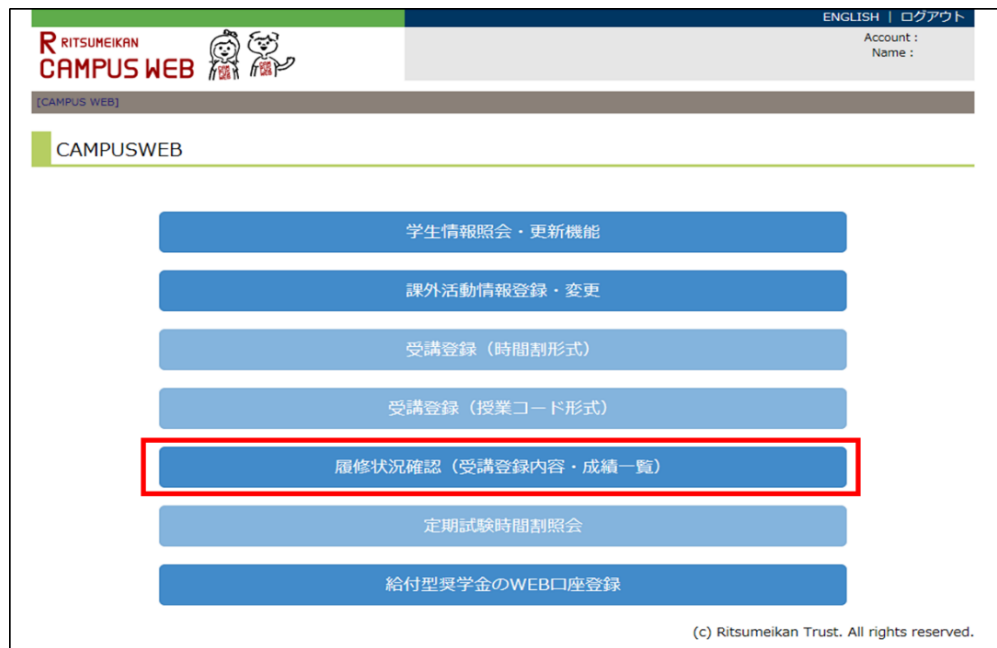 ENGLISH | ログアウト
RITSUMEIKAN
CAMPUS WEB
Account :
Name :
[CAMPUS WEB]
CAMPUSWEB
学生情報照会・更新機能
課外活動情報登録・変更
受講登録（時間割形式）
受講登録（授業コード形式）
履修状況確認（受講登録内容・成績一覧）
定期試験時間割照会
給付型奨学金のWEB口座登録
(c) Ritsumeikan Trust. All rights reserved.